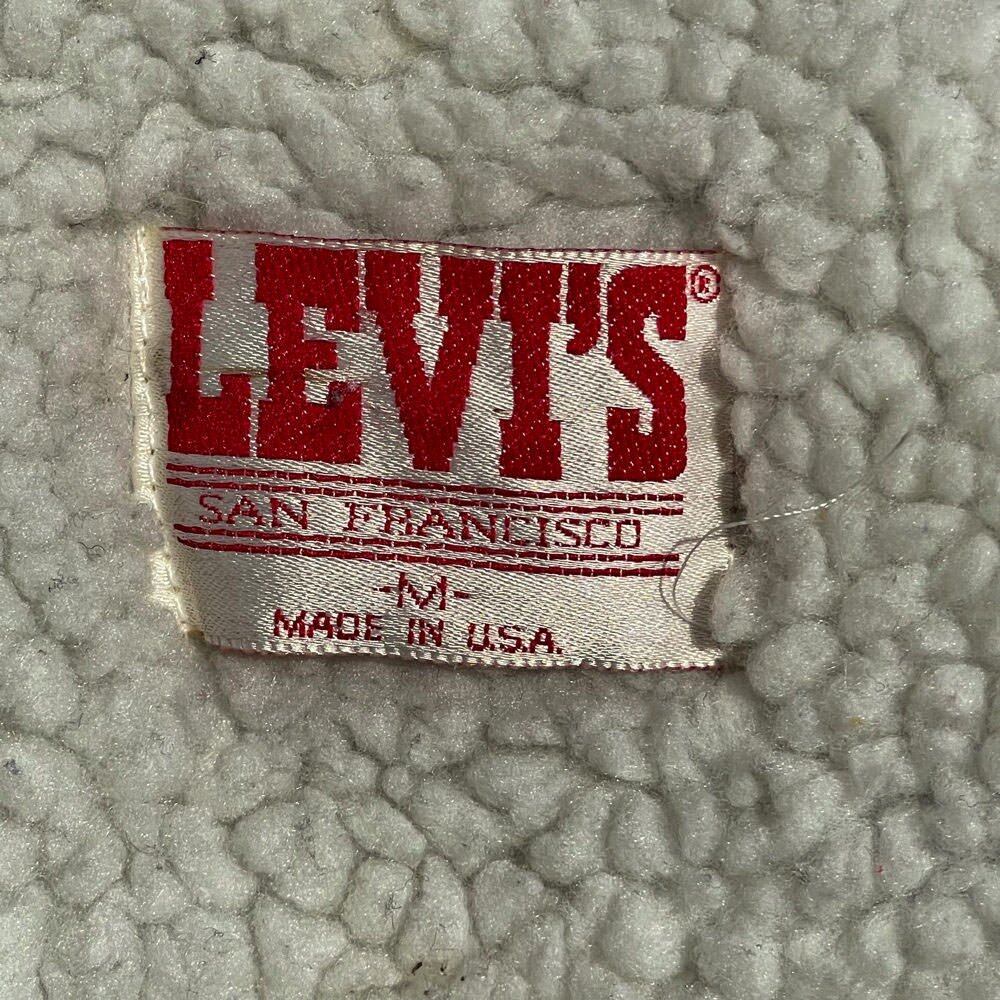 LEVI'S®
SAN FRANCISCO
-M-
MADE IN U.S.A.